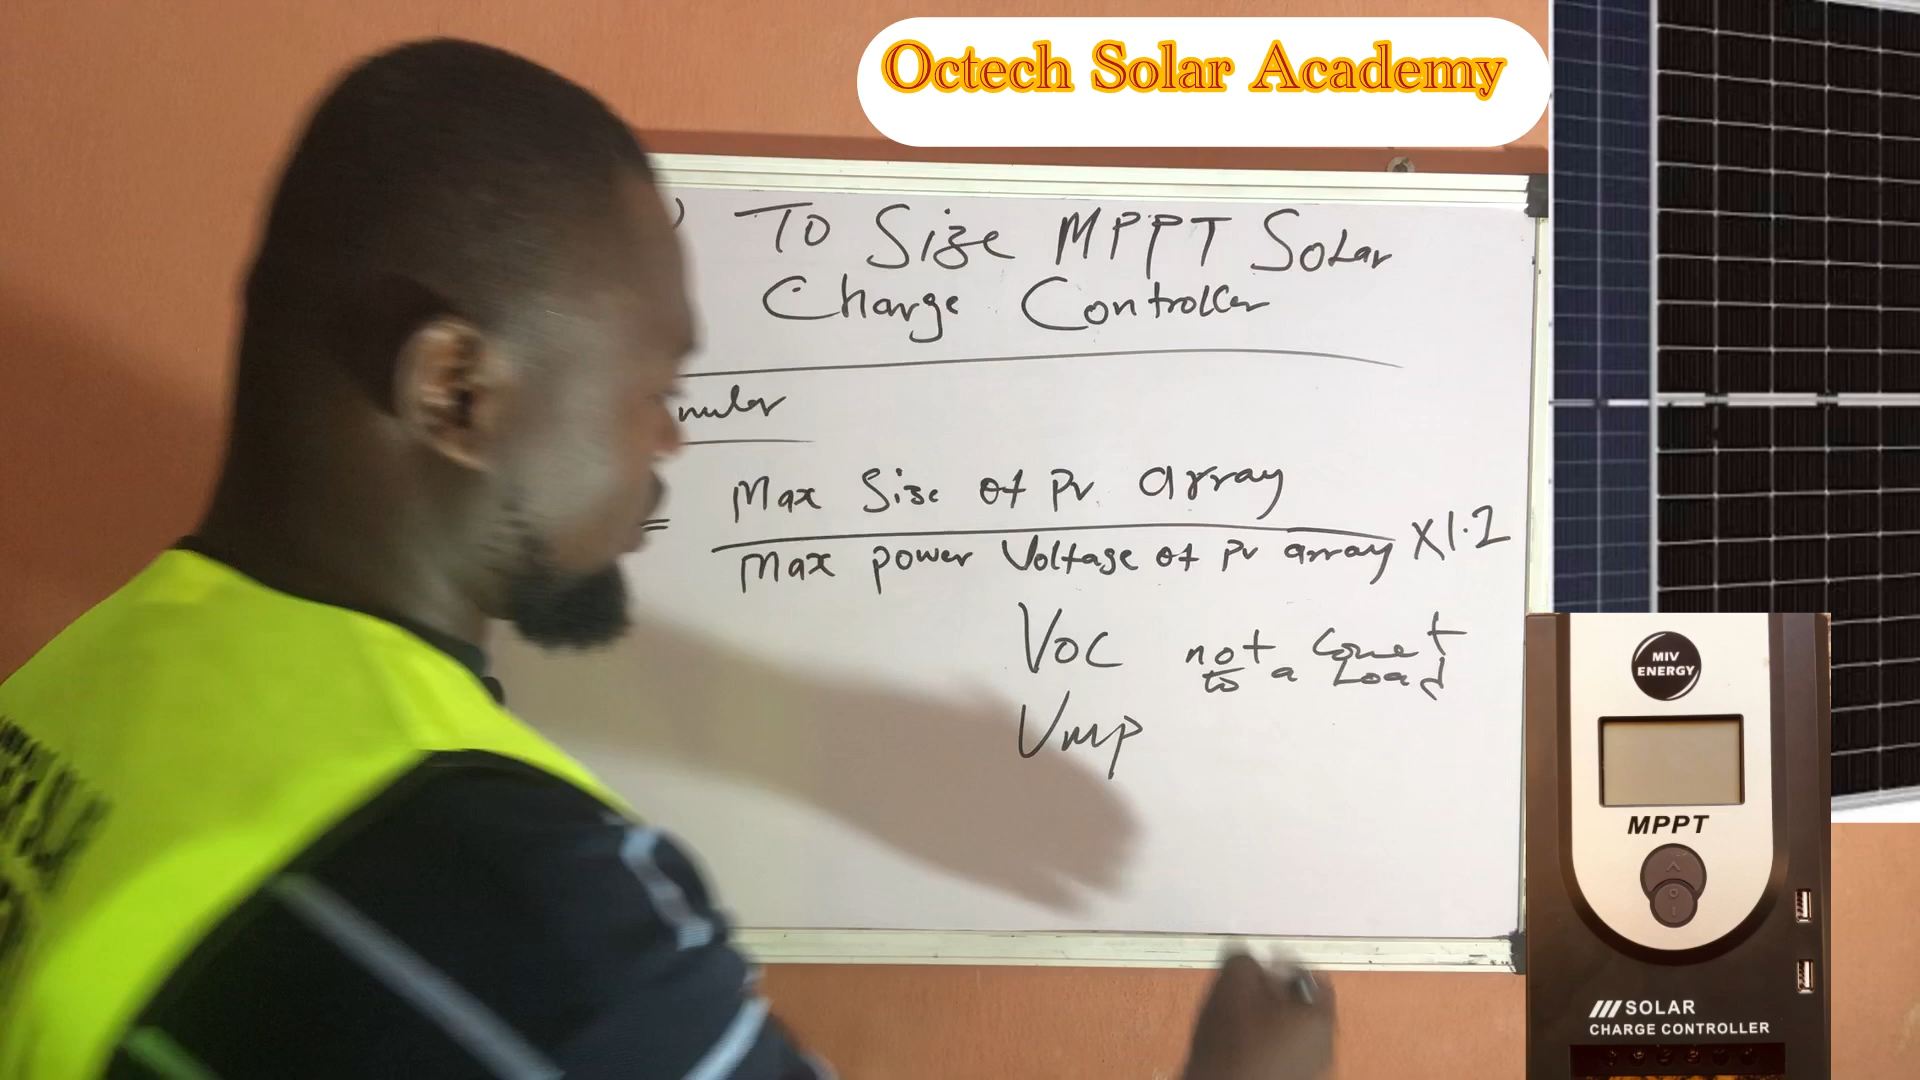 Octech Solar Academy
To Size MPPT Solar
Charge Controller
= Max Size of PV array
Max power Voltage of PV array X1.2
Voc not Connect
to a Load
Vmp
MIV
ENERGY
MPPT
SOLAR
CHARGE CONTROLLER